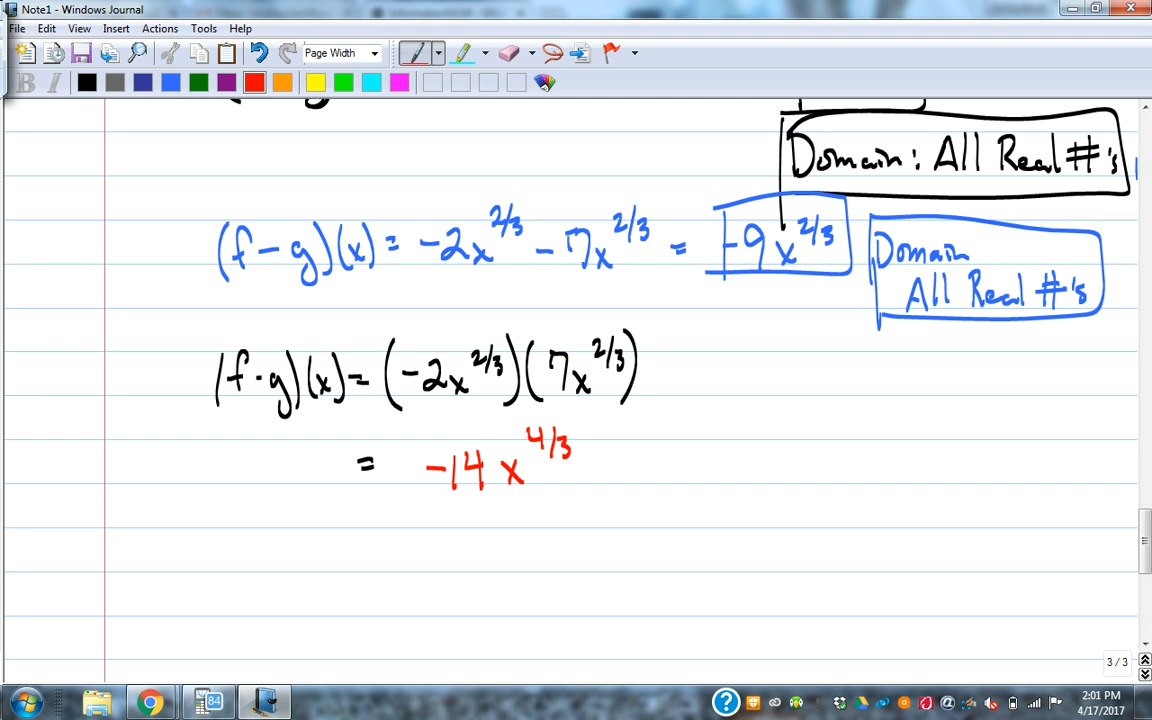 Note1 - Windows Journal
File Edit View Insert Actions Tools Help
Page Width
B I
Domain: All Real #'s
(f - g)(x) = -2x^2/3 - 7x^2/3 = -9x^2/3
Domain
All Real #'s
(f · g)(x) = (-2x^2/3)(7x^2/3)
= -14x^4/3
3 / 3
84
2:01 PM
4/17/2017